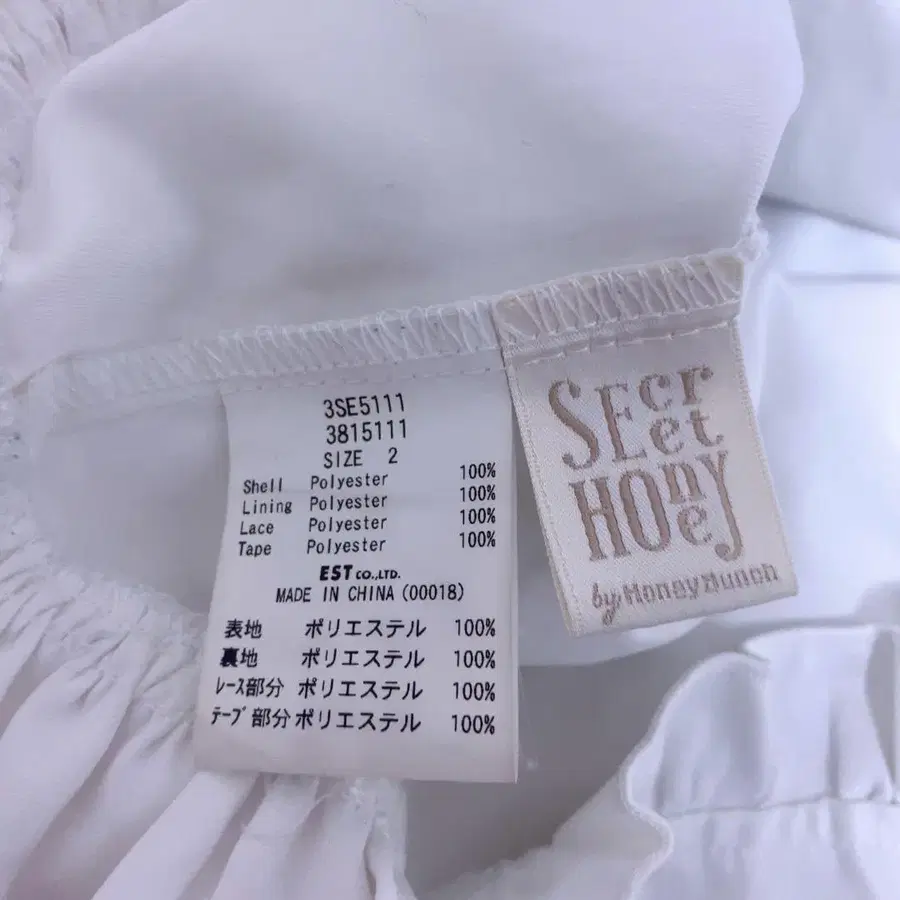 3SE5111
3815111
SIZE 2
Shell Polyester 100%
Lining Polyester 100%
Lace Polyester 100%
Tape Polyester 100%
EST CO.,LTD.
MADE IN CHINA (00018)
表地 ポリエステル 100%
裏地 ポリエステル 100%
レース部分 ポリエステル 100%
テープ部分 ポリエステル 100%
SEcret
HOneJ
by Honey Bunch